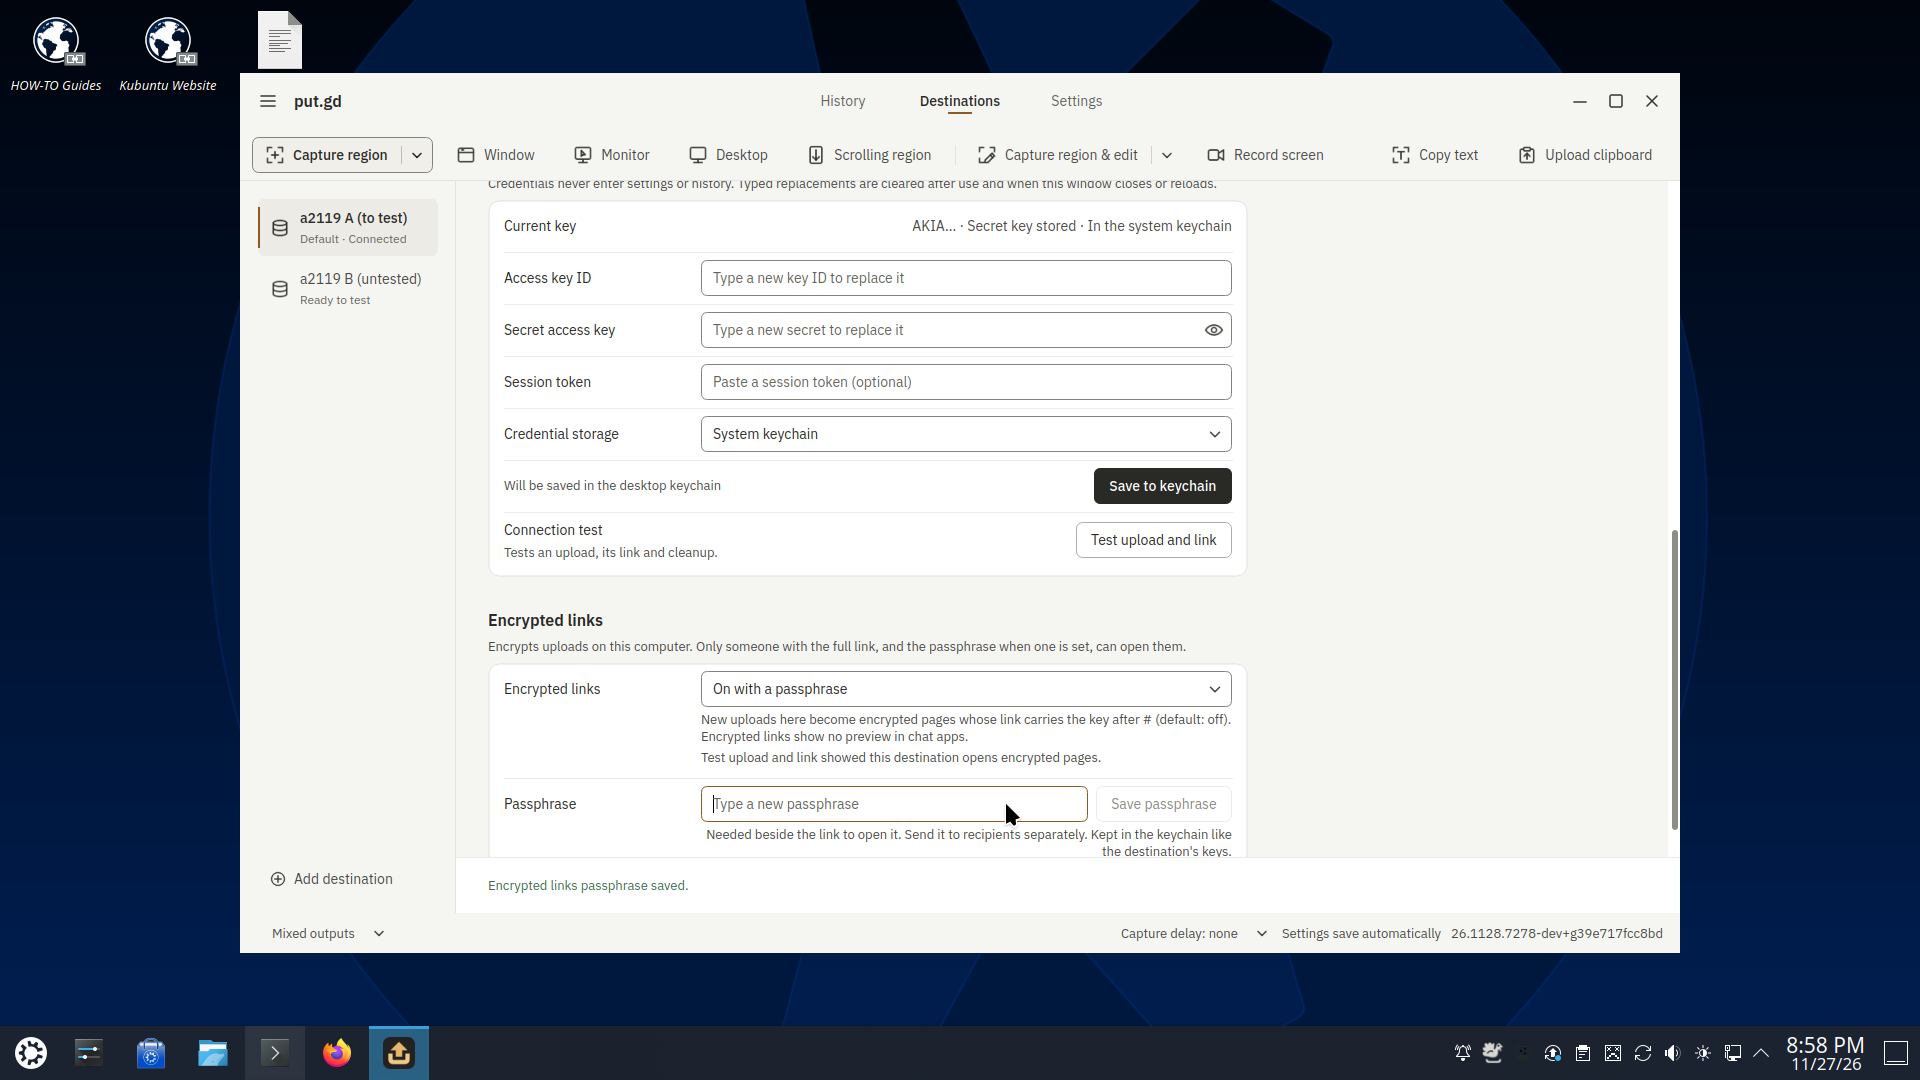 HOW-TO Guides
Kubuntu Website
put.gd
History
Destinations
Settings
Capture region
Window
Monitor
Desktop
Scrolling region
Capture region & edit
Record screen
Copy text
Upload clipboard
a2119 A (to test)
Default · Connected
a2119 B (untested)
Ready to test
Add destination
Credentials never enter settings or history. Typed replacements are cleared after use and when this window closes or reloads.
Current key
AKIA... · Secret key stored · In the system keychain
Access key ID
Type a new key ID to replace it
Secret access key
Type a new secret to replace it
Session token
Paste a session token (optional)
Credential storage
System keychain
Will be saved in the desktop keychain
Save to keychain
Connection test
Tests an upload, its link and cleanup.
Test upload and link
Encrypted links
Encrypts uploads on this computer. Only someone with the full link, and the passphrase when one is set, can open them.
Encrypted links
On with a passphrase
New uploads here become encrypted pages whose link carries the key after # (default: off).
Encrypted links show no preview in chat apps.
Test upload and link showed this destination opens encrypted pages.
Passphrase
Type a new passphrase
Save passphrase
Needed beside the link to open it. Send it to recipients separately. Kept in the keychain like
the destination's keys.
Encrypted links passphrase saved.
Mixed outputs
Capture delay: none
Settings save automatically
26.1128.7278-dev+g39e717fcc8bd
8:58 PM
11/27/26